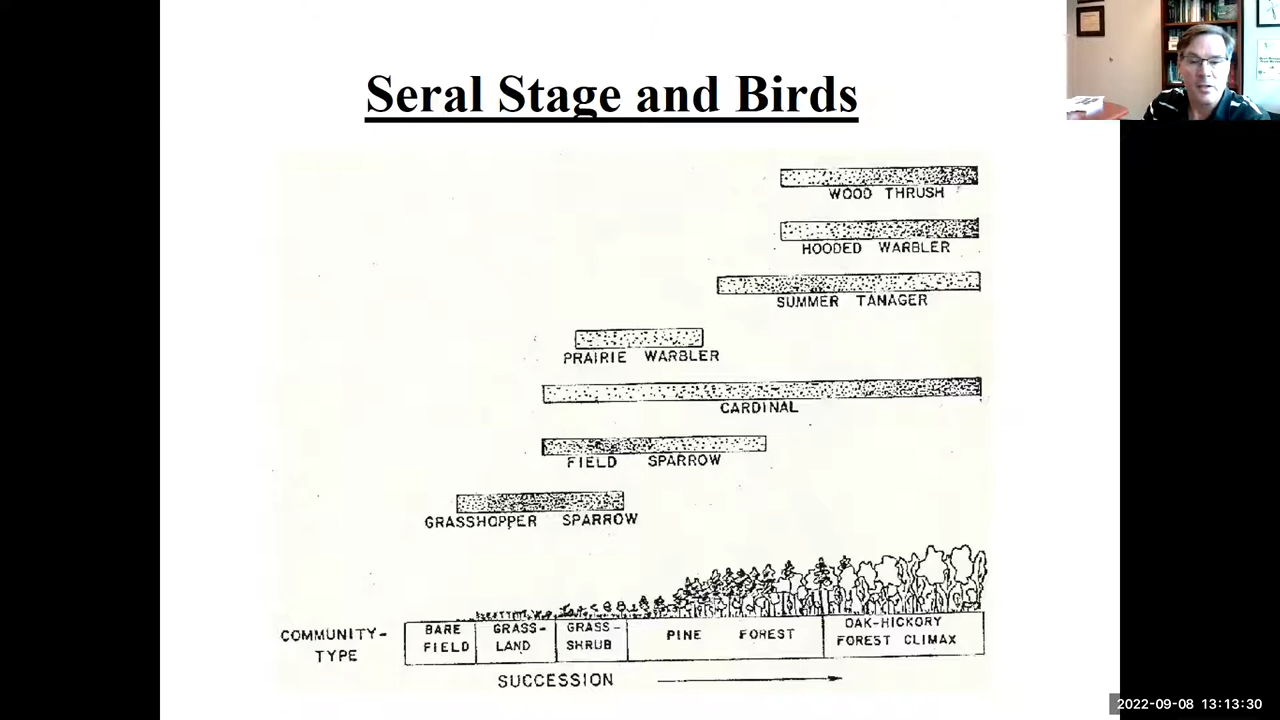 Seral Stage and Birds
WOOD THRUSH
HOODED WARBLER
SUMMER TANAGER
PRAIRIE WARBLER
CARDINAL
FIELD SPARROW
GRASSHOPPER SPARROW
COMMUNITY-
TYPE
BARE
FIELD
GRASS-
LAND
GRASS-
SHRUB
PINE FOREST
OAK-HICKORY
FOREST CLIMAX
SUCCESSION
2022-09-08 13:13:30